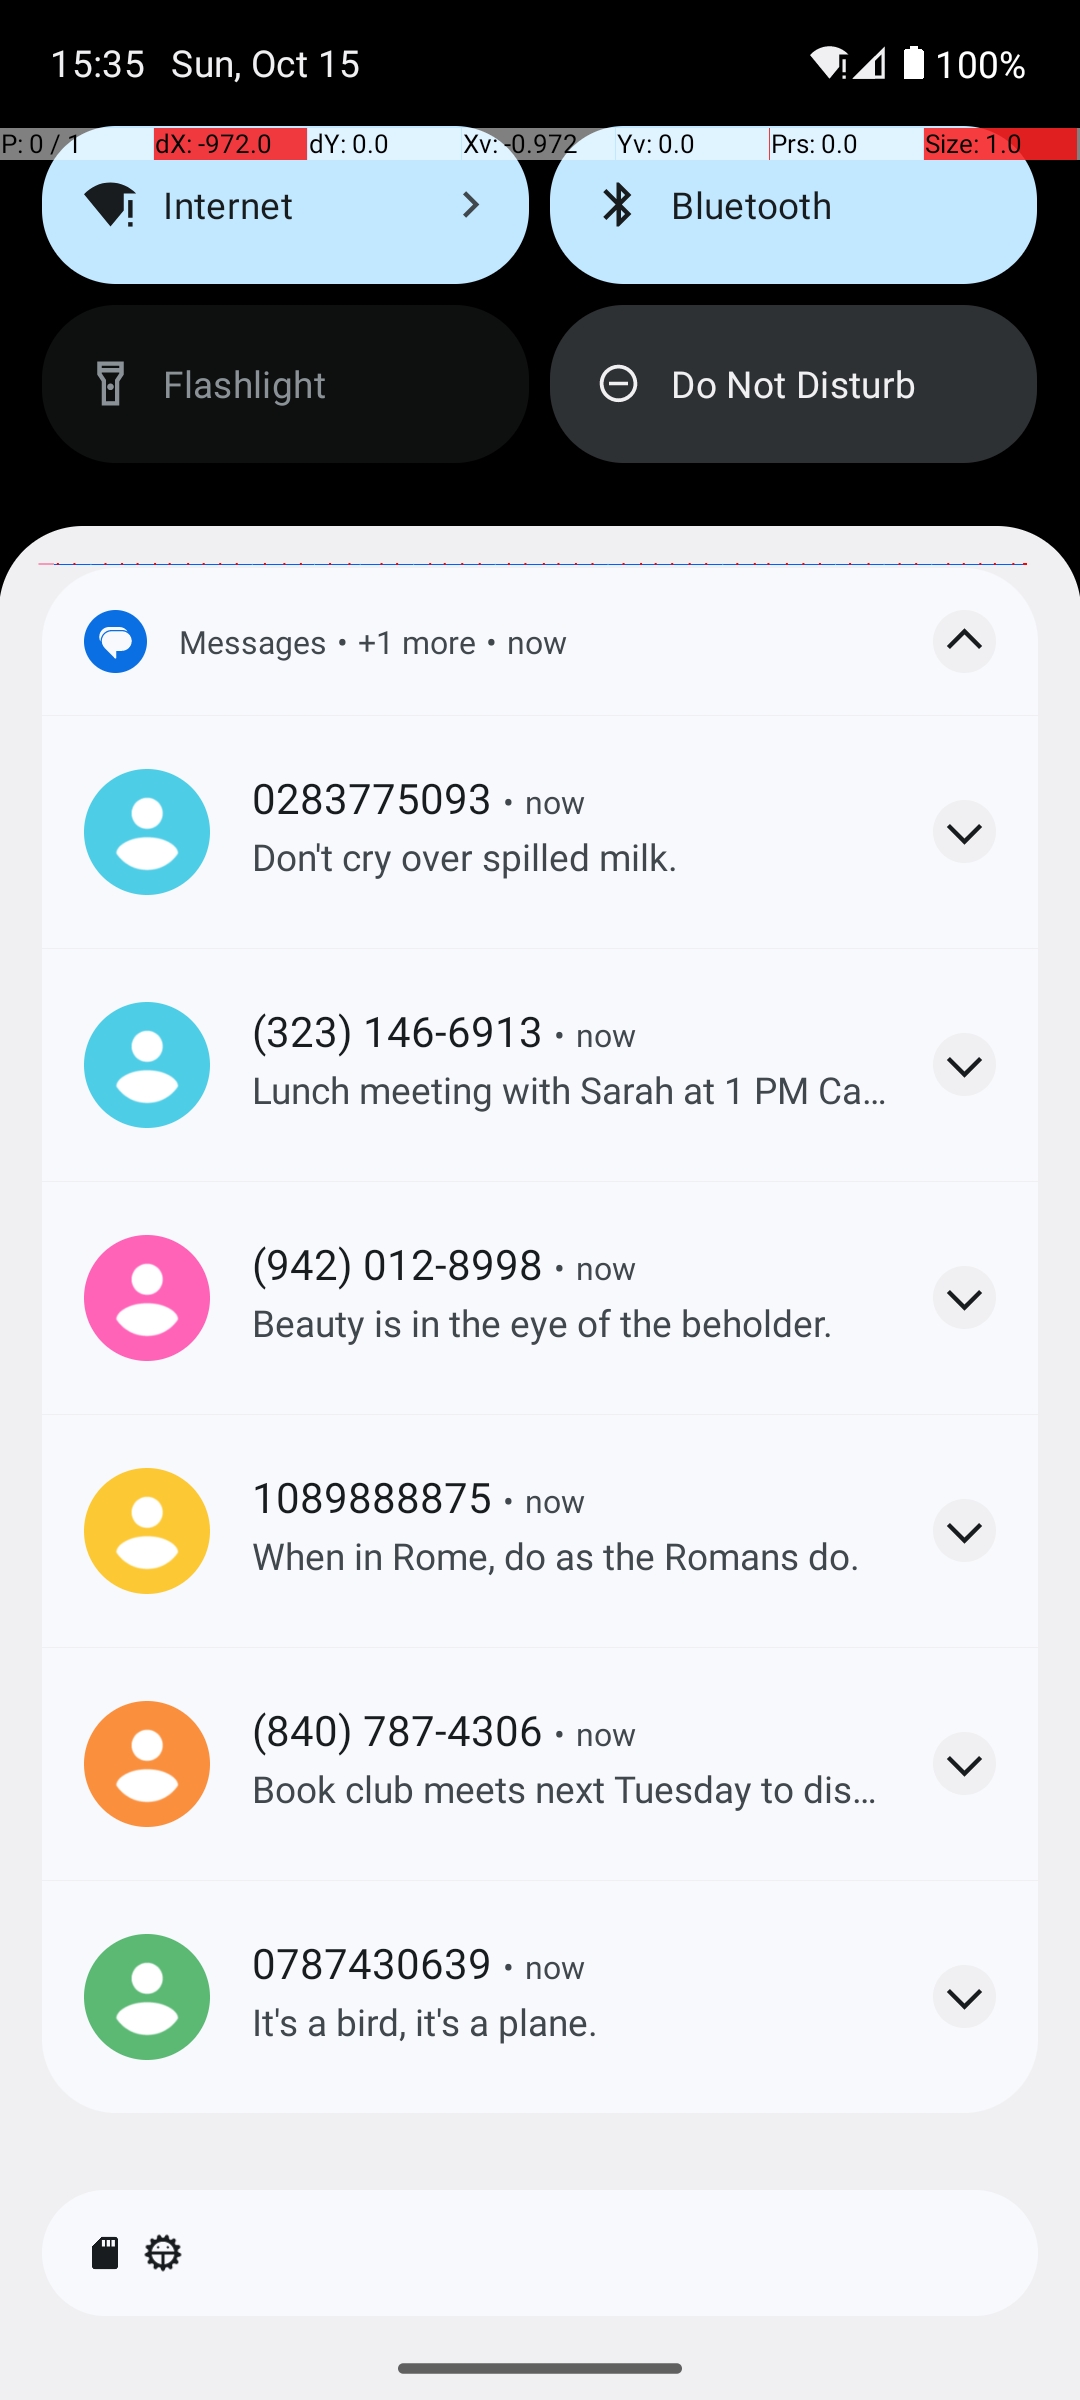 15:35 Sun, Oct 15 100%
P: 0 / 1 dX: -972.0 dY: 0.0 Xv: -0.972 Yv: 0.0 Prs: 0.0 Size: 1.0
Internet Bluetooth
Flashlight Do Not Disturb
Messages • +1 more • now
0283775093 • now
Don't cry over spilled milk.
(323) 146-6913 • now
Lunch meeting with Sarah at 1 PM Ca...
(942) 012-8998 • now
Beauty is in the eye of the beholder.
1089888875 • now
When in Rome, do as the Romans do.
(840) 787-4306 • now
Book club meets next Tuesday to dis...
0787430639 • now
It's a bird, it's a plane.